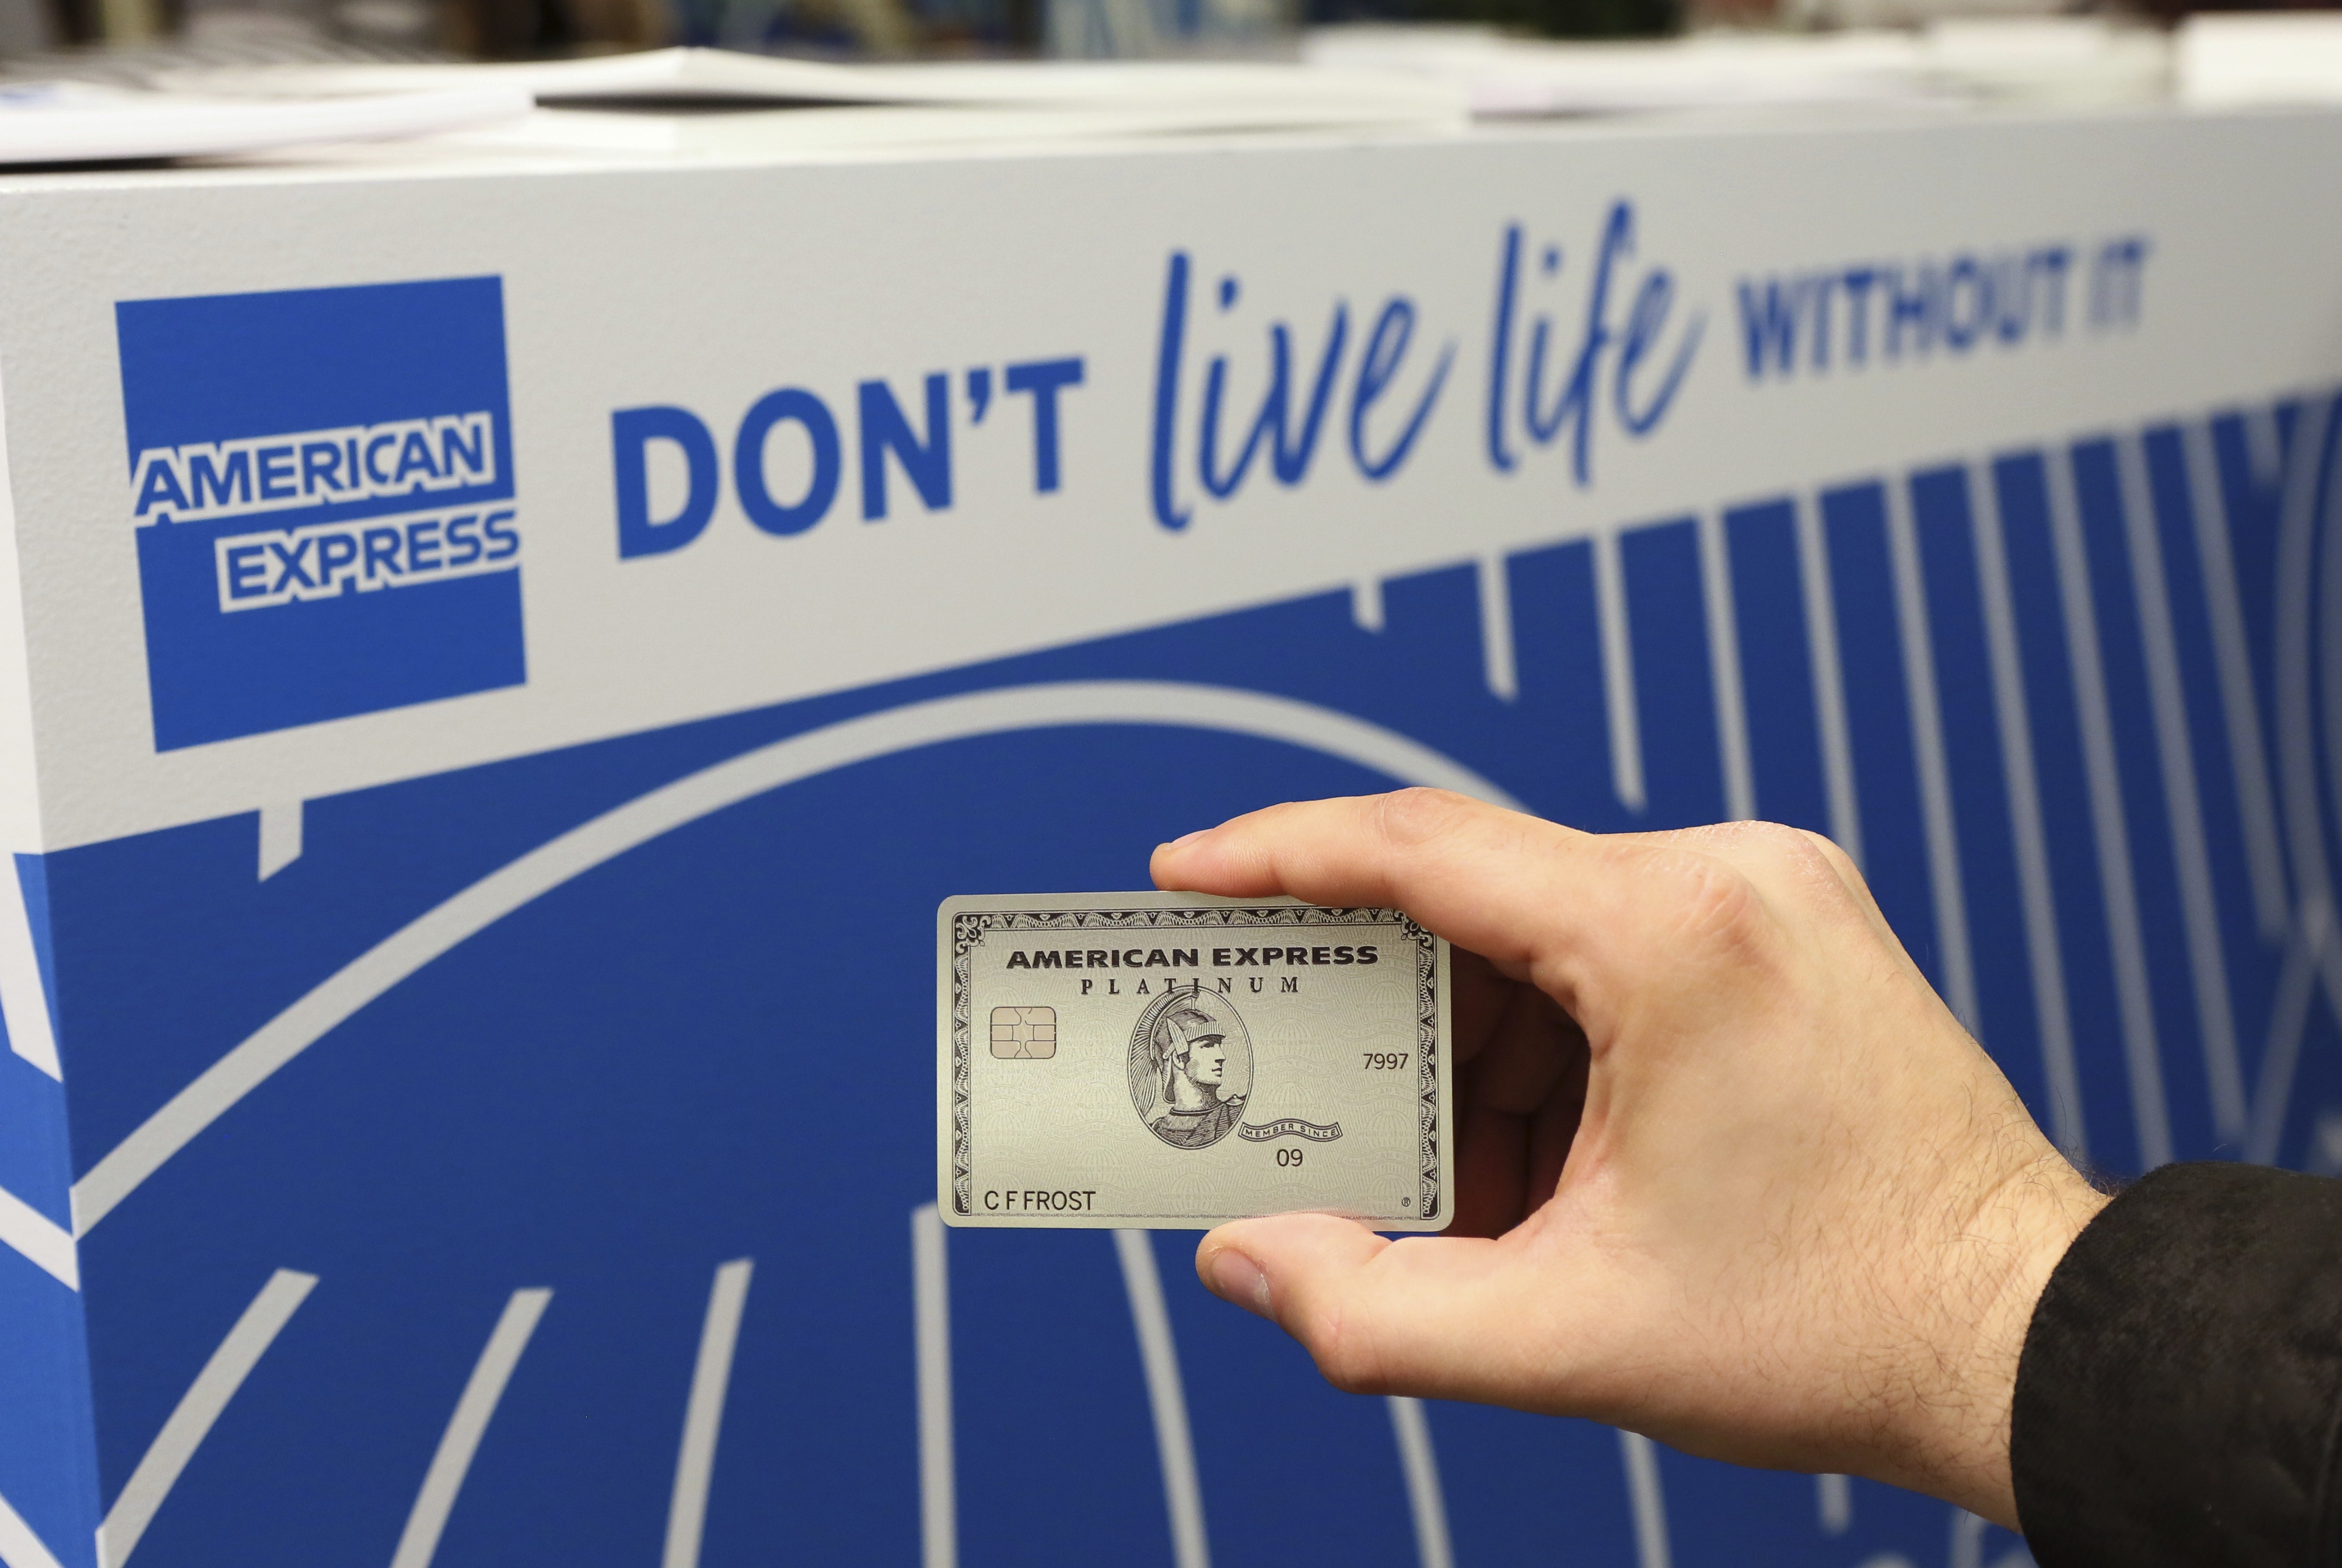 AMERICAN
EXPRESS
DON'T live life WITHOUT IT
AMERICAN EXPRESS
PLATINUM
7997
MEMBER SINCE
09
C F FROST
®